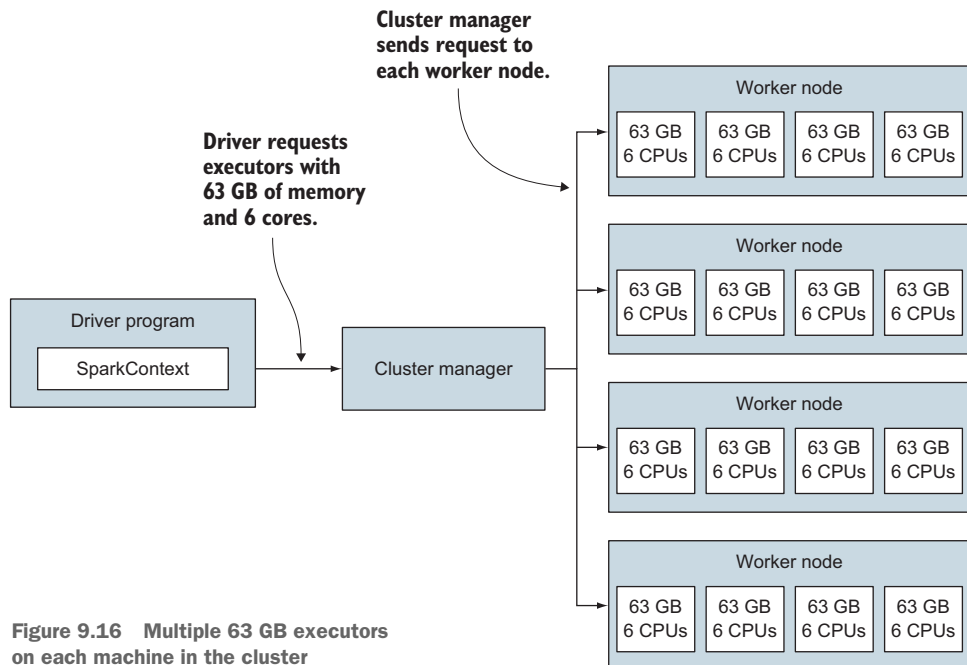 Cluster manager
sends request to
each worker node.
Driver requests
executors with
63 GB of memory
and 6 cores.
Driver program
SparkContext
Cluster manager
Worker node
63 GB 63 GB 63 GB 63 GB
6 CPUs 6 CPUs 6 CPUs 6 CPUs
Worker node
63 GB 63 GB 63 GB 63 GB
6 CPUs 6 CPUs 6 CPUs 6 CPUs
Worker node
63 GB 63 GB 63 GB 63 GB
6 CPUs 6 CPUs 6 CPUs 6 CPUs
Worker node
63 GB 63 GB 63 GB 63 GB
6 CPUs 6 CPUs 6 CPUs 6 CPUs
Figure 9.16 Multiple 63 GB executors
on each machine in the cluster